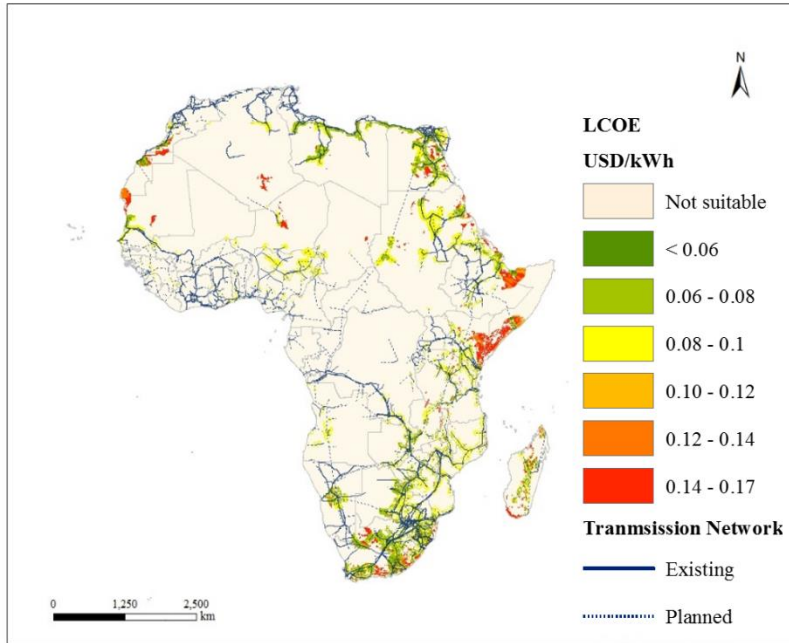 N
LCOE
USD/kWh
Not suitable
< 0.06
0.06 - 0.08
0.08 - 0.1
0.10 - 0.12
0.12 - 0.14
0.14 - 0.17
Tranmsission Network
Existing
Planned
0 1,250 2,500
km